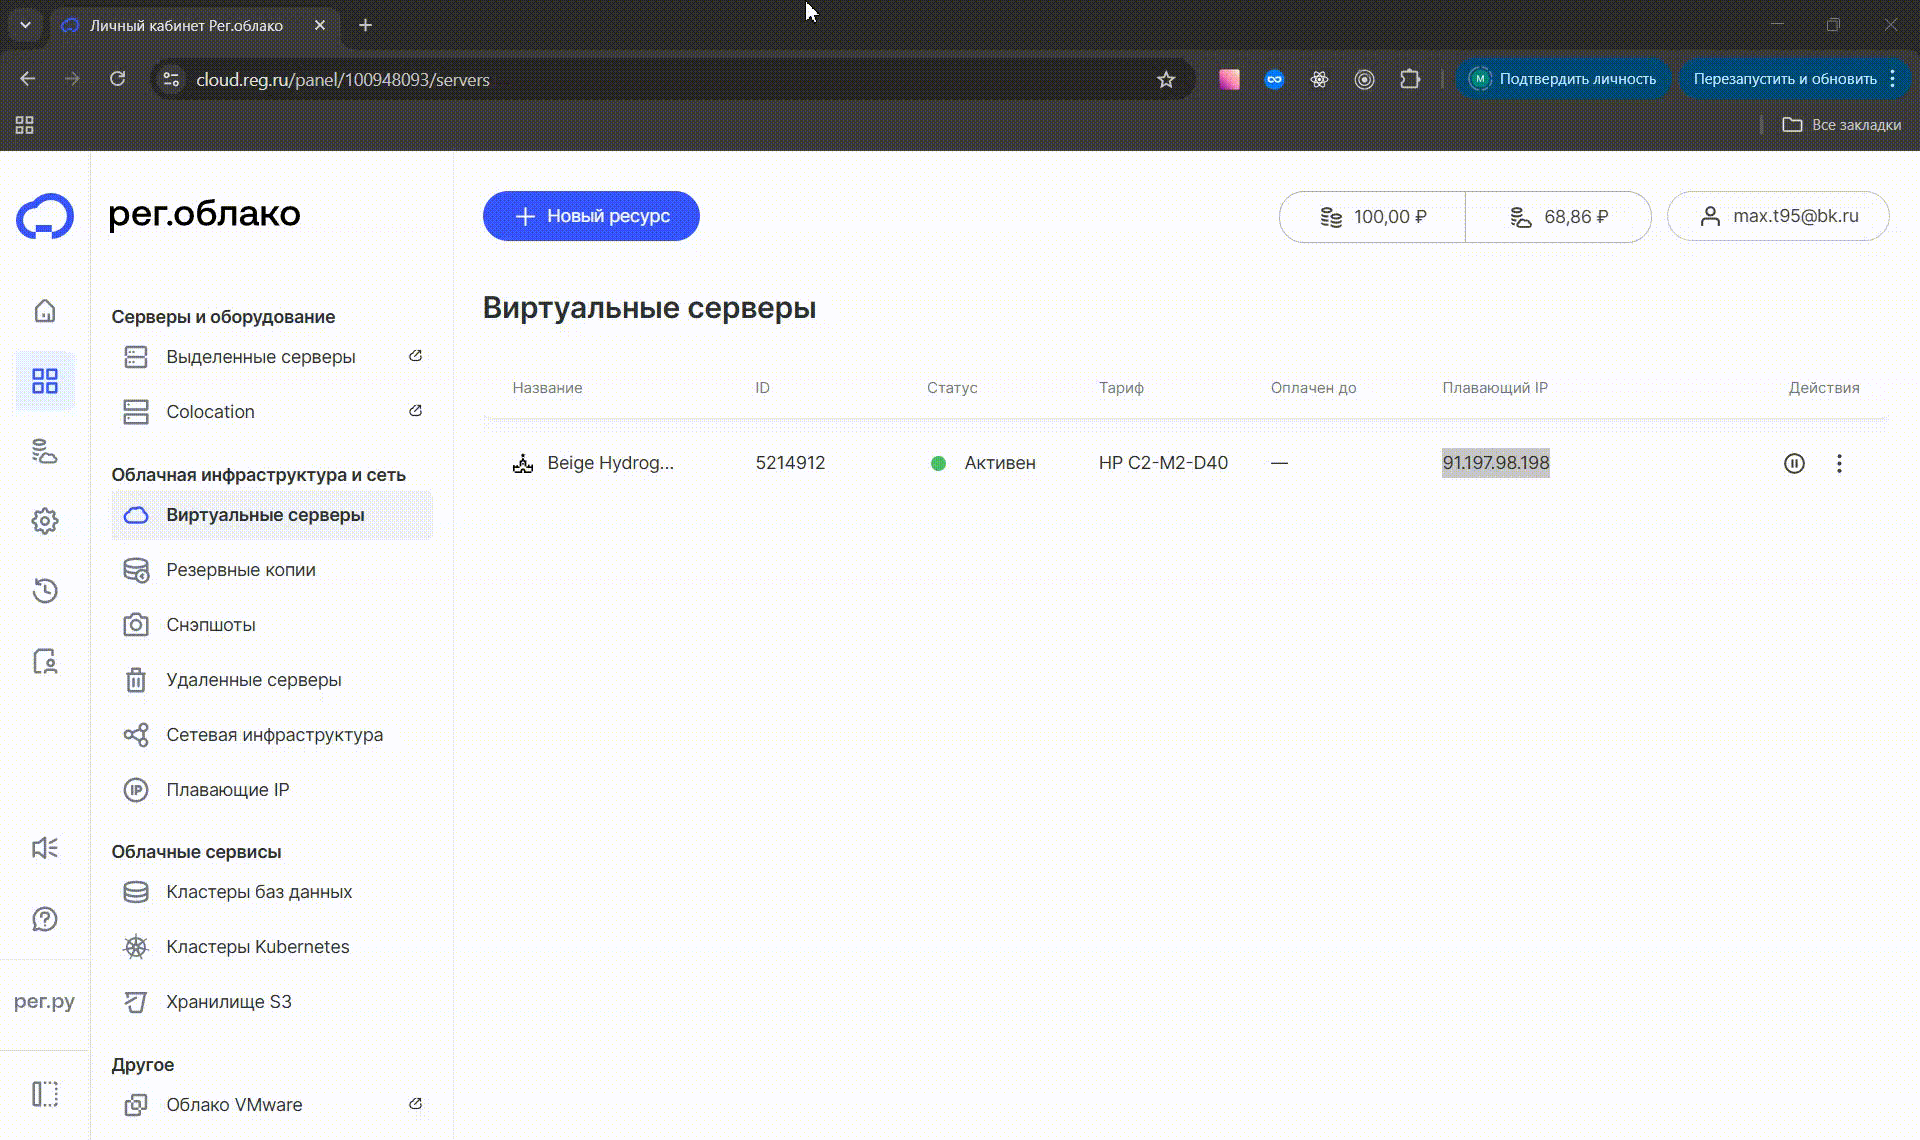 Личный кабинет Рег.облако
cloud.reg.ru/panel/100948093/servers
М
Подтвердить личность
Перезапустить и обновить
Все закладки
рег.облако
Новый ресурс
100,00 ₽
68,86 ₽
max.t95@bk.ru
Серверы и оборудование
Выделенные серверы
Colocation
Облачная инфраструктура и сеть
Виртуальные серверы
Резервные копии
Снэпшоты
Удаленные серверы
Сетевая инфраструктура
IP
Плавающие IP
Облачные сервисы
Кластеры баз данных
Кластеры Kubernetes
Хранилище S3
Другое
Облако VMware
рег.ру
Виртуальные серверы
Название ID Статус Тариф Оплачен до Плавающий IP Действия
Beige Hydrog... 5214912 Активен HP C2-M2-D40 — 91.197.98.198